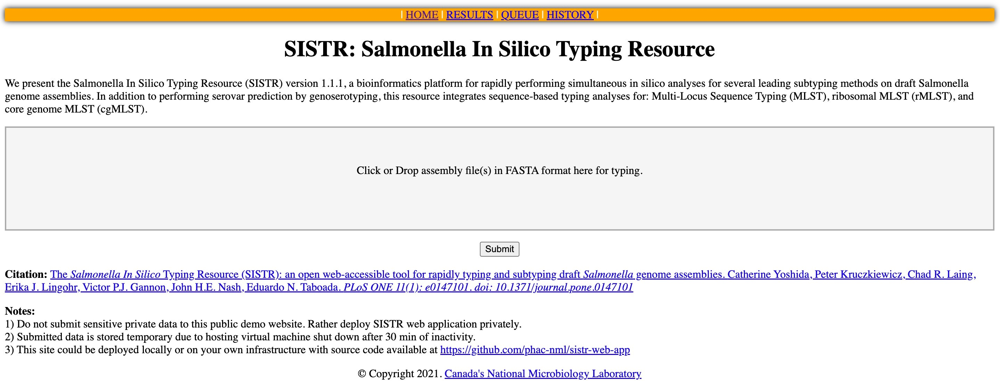 | HOME | RESULTS | QUEUE | HISTORY |
SISTR: Salmonella In Silico Typing Resource
We present the Salmonella In Silico Typing Resource (SISTR) version 1.1.1, a bioinformatics platform for rapidly performing simultaneous in silico analyses for several leading subtyping methods on draft Salmonella
genome assemblies. In addition to performing serovar prediction by genoserotyping, this resource integrates sequence-based typing analyses for: Multi-Locus Sequence Typing (MLST), ribosomal MLST (rMLST), and
core genome MLST (cgMLST).
Click or Drop assembly file(s) in FASTA format here for typing.
Submit
Citation: The Salmonella In Silico Typing Resource (SISTR): an open web-accessible tool for rapidly typing and subtyping draft Salmonella genome assemblies. Catherine Yoshida, Peter Kruczkiewicz, Chad R. Laing,
Erika J. Lingohr, Victor P.J. Gannon, John H.E. Nash, Eduardo N. Taboada. PLoS ONE 11(1): e0147101. doi: 10.1371/journal.pone.0147101
Notes:
1) Do not submit sensitive private data to this public demo website. Rather deploy SISTR web application privately.
2) Submitted data is stored temporary due to hosting virtual machine shut down after 30 min of inactivity.
3) This site could be deployed locally or on your own infrastructure with source code available at https://github.com/phac-nml/sistr-web-app
© Copyright 2021. Canada's National Microbiology Laboratory